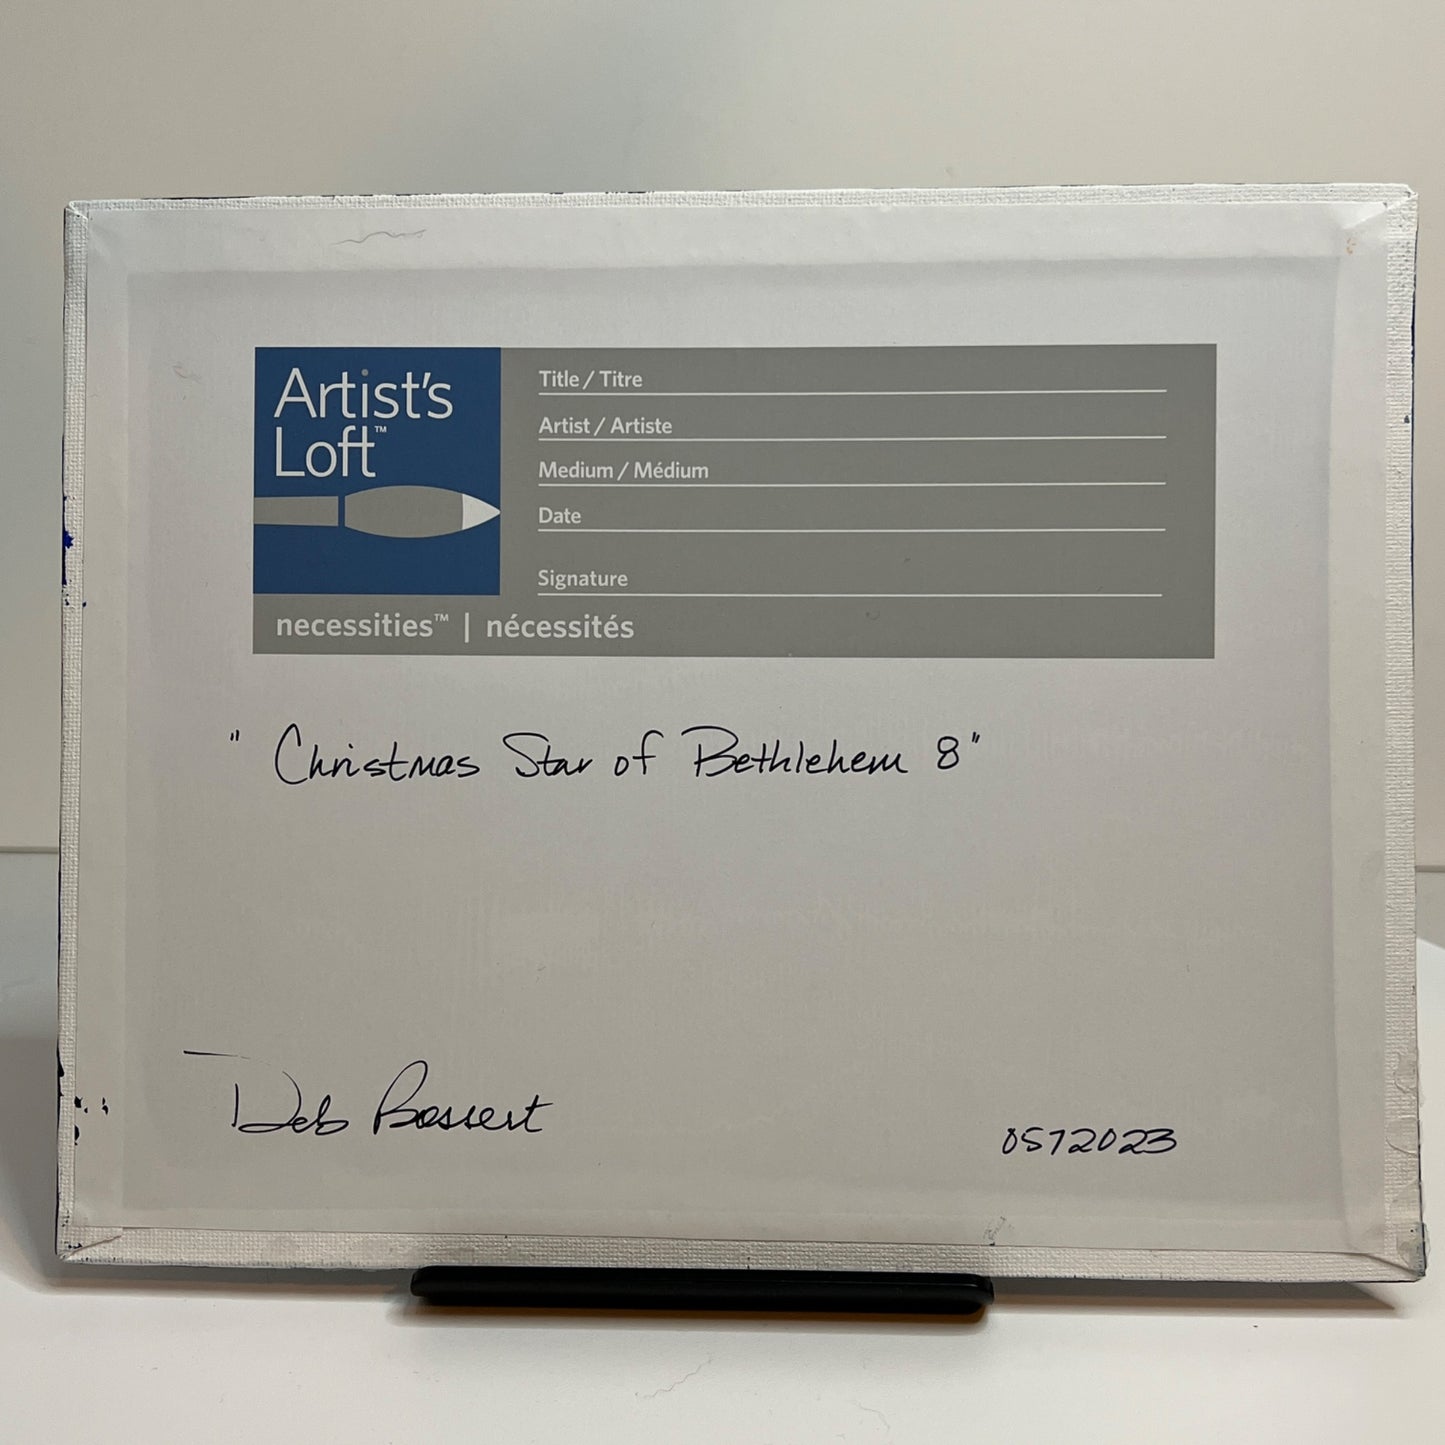 Artist's
Loft™
Title / Titre
Artist / Artiste
Medium / Médium
Date
Signature
necessities™ | nécessités
" Christmas Star of Bethlehem 8"
Deb Bossert
0572023